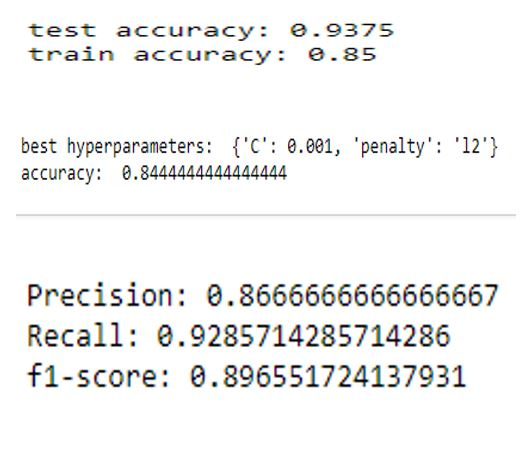 test accuracy: 0.9375
train accuracy: 0.85
best hyperparameters:  {'C': 0.001, 'penalty': 'l2'}
accuracy:  0.8444444444444444
Precision: 0.8666666666666667
Recall: 0.9285714285714286
f1-score: 0.896551724137931